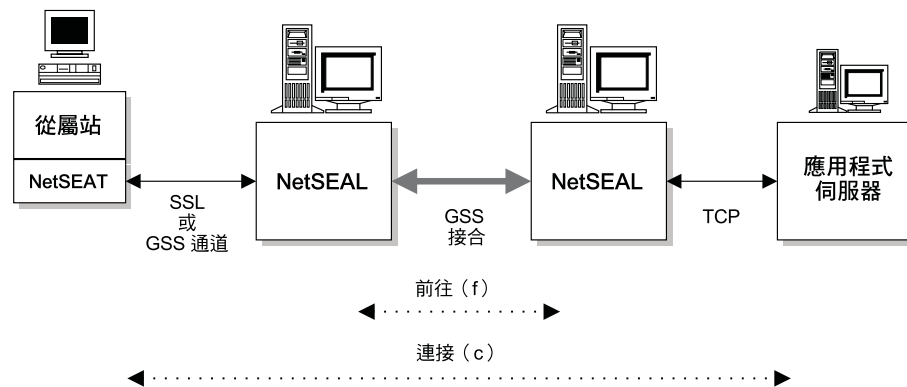 從屬站
NetSEAT
SSL
或
GSS 通道
NetSEAL
GSS
接合
NetSEAL
TCP
應用程式
伺服器
前往（f）
連接（c）